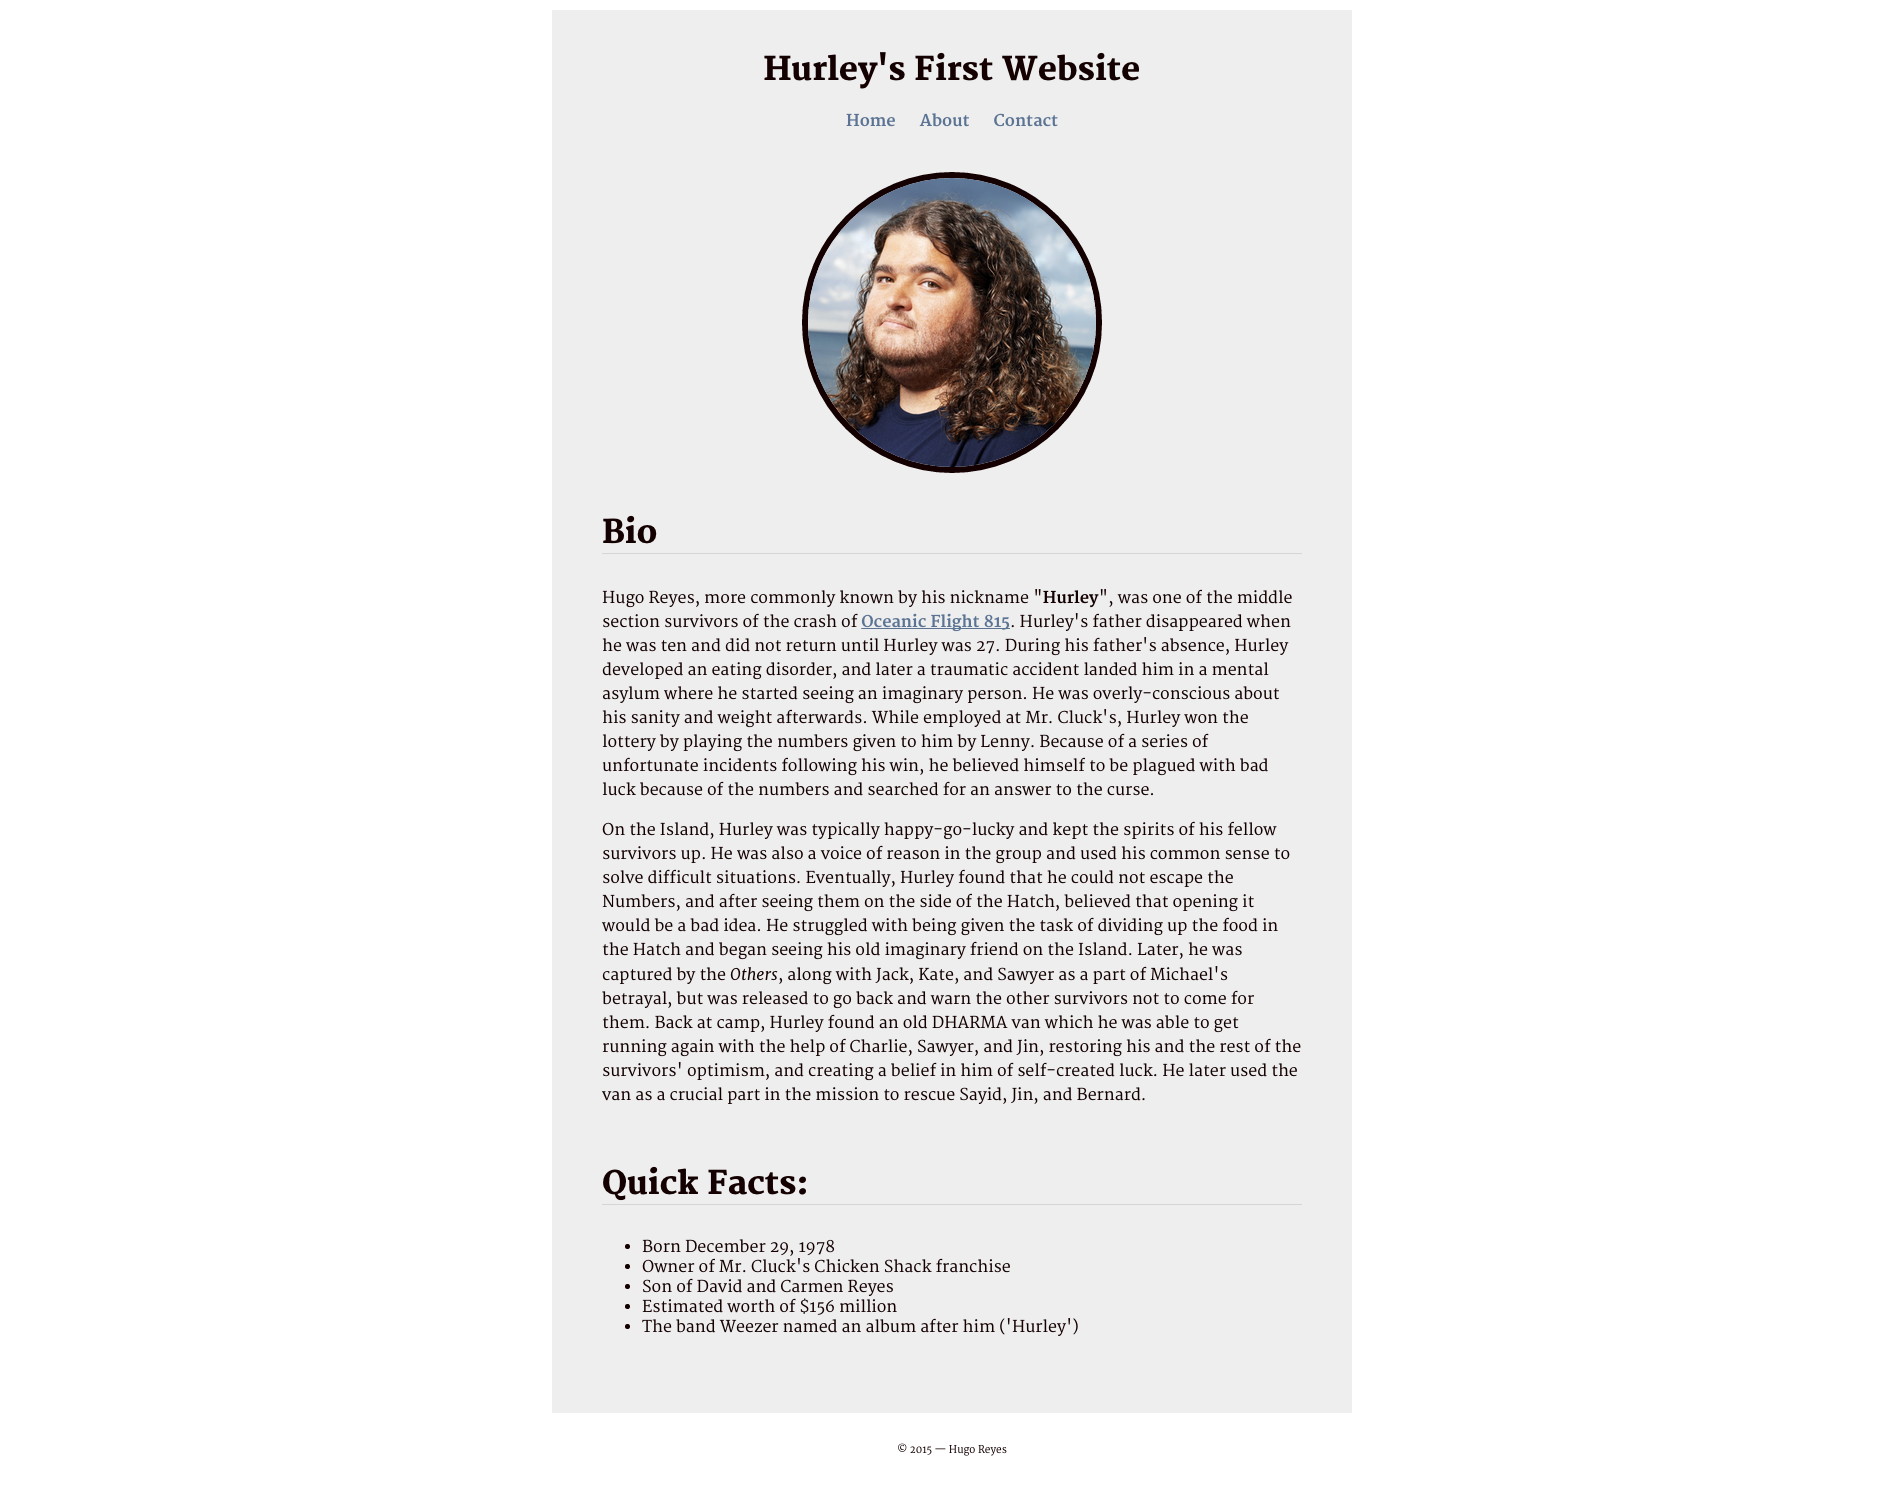 Hurley's First Website
Home About Contact
Bio
Hugo Reyes, more commonly known by his nickname "Hurley", was one of the middle
section survivors of the crash of Oceanic Flight 815. Hurley's father disappeared when
he was ten and did not return until Hurley was 27. During his father's absence, Hurley
developed an eating disorder, and later a traumatic accident landed him in a mental
asylum where he started seeing an imaginary person. He was overly-conscious about
his sanity and weight afterwards. While employed at Mr. Cluck's, Hurley won the
lottery by playing the numbers given to him by Lenny. Because of a series of
unfortunate incidents following his win, he believed himself to be plagued with bad
luck because of the numbers and searched for an answer to the curse.
On the Island, Hurley was typically happy-go-lucky and kept the spirits of his fellow
survivors up. He was also a voice of reason in the group and used his common sense to
solve difficult situations. Eventually, Hurley found that he could not escape the
Numbers, and after seeing them on the side of the Hatch, believed that opening it
would be a bad idea. He struggled with being given the task of dividing up the food in
the Hatch and began seeing his old imaginary friend on the Island. Later, he was
captured by the Others, along with Jack, Kate, and Sawyer as a part of Michael's
betrayal, but was released to go back and warn the other survivors not to come for
them. Back at camp, Hurley found an old DHARMA van which he was able to get
running again with the help of Charlie, Sawyer, and Jin, restoring his and the rest of the
survivors' optimism, and creating a belief in him of self-created luck. He later used the
van as a crucial part in the mission to rescue Sayid, Jin, and Bernard.
Quick Facts:
• Born December 29, 1978
• Owner of Mr. Cluck's Chicken Shack franchise
• Son of David and Carmen Reyes
• Estimated worth of $156 million
• The band Weezer named an album after him ('Hurley')
© 2015 — Hugo Reyes